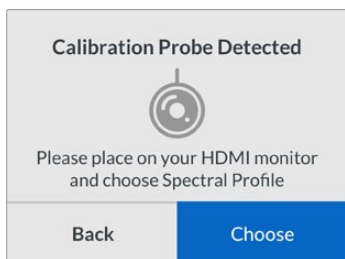 Calibration Probe Detected
Please place on your HDMI monitor
and choose Spectral Profile
Back
Choose